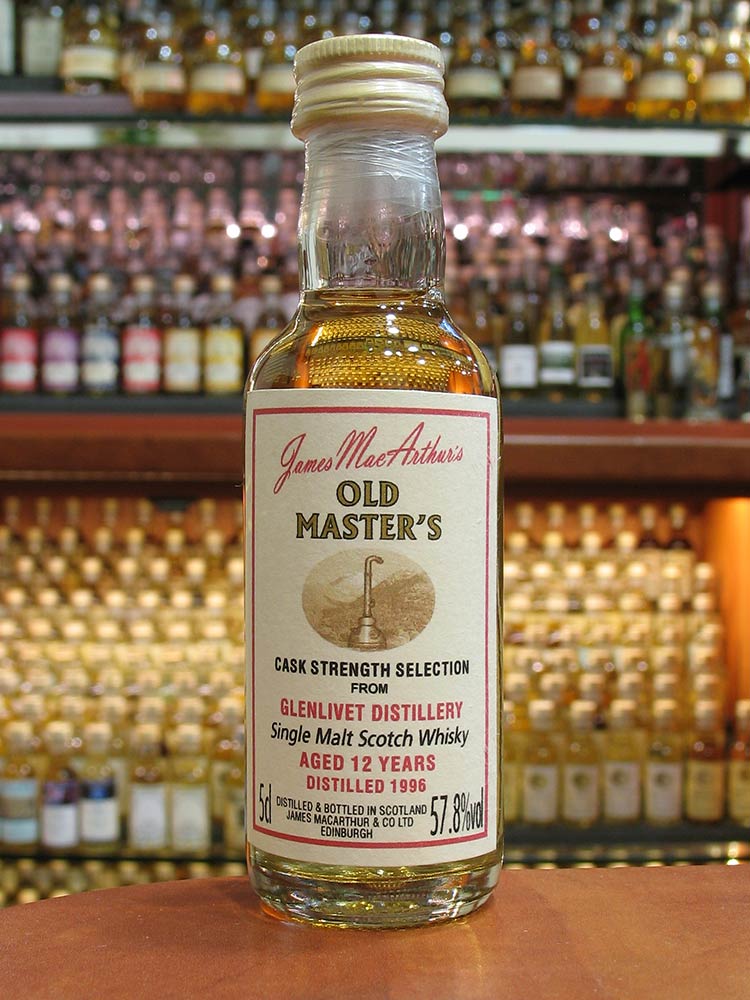 James MacArthur's
OLD
MASTER'S
CASK STRENGTH SELECTION
FROM
GLENLIVET DISTILLERY
Single Malt Scotch Whisky
AGED 12 YEARS
DISTILLED 1996
5cl DISTILLED & BOTTLED IN SCOTLAND 57.8%vol
JAMES MACARTHUR & CO LTD
EDINBURGH